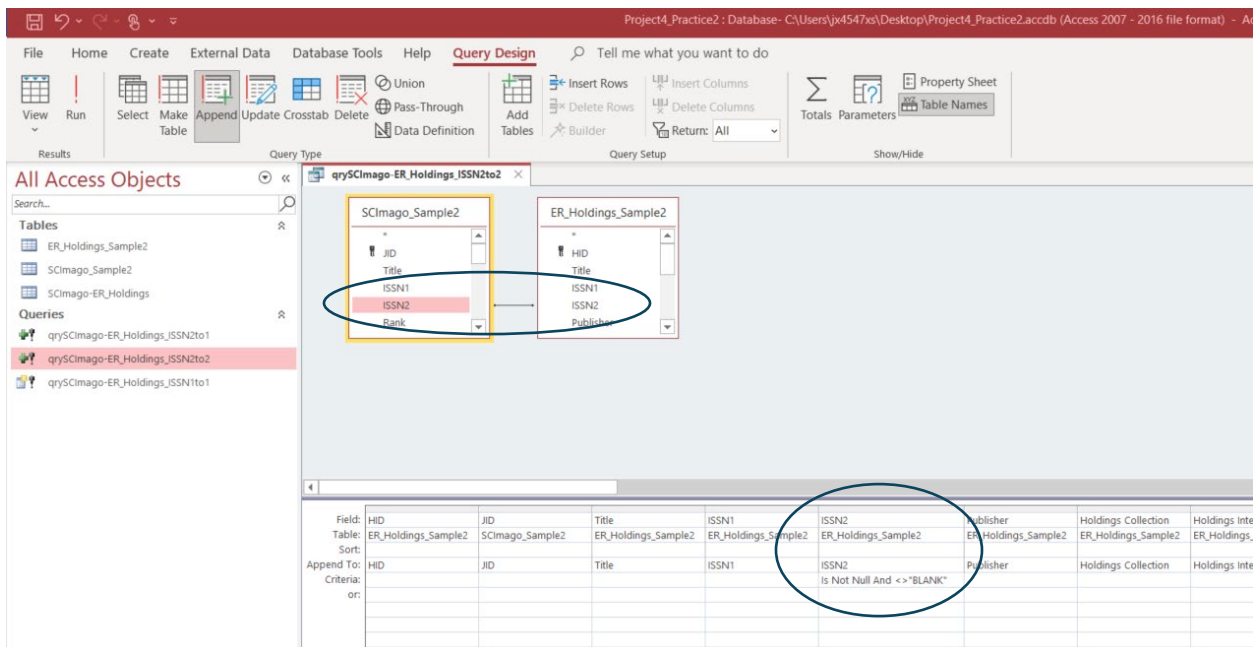 Project4_Practice2 : Database- C:\Users\jx4547xs\Desktop\Project4_Practice2.accdb (Access 2007 - 2016 file format) - Ac
File Home Create External Data Database Tools Help Query Design Tell me what you want to do
View Run Select Make Table Append Update Crosstab Delete Union Pass-Through Data Definition Add Tables Insert Rows Delete Rows Builder Insert Columns Delete Columns Return: All Totals Parameters Property Sheet Table Names
Results Query Type Query Setup Show/Hide
All Access Objects
Search...
Tables
ER_Holdings_Sample2
SCImago_Sample2
SCImago-ER_Holdings
Queries
qrySCImago-ER_Holdings_ISSN2to1
qrySCImago-ER_Holdings_ISSN2to2
qrySCImago-ER_Holdings_ISSN1to1
qrySCImago-ER_Holdings_ISSN2to2
SCImago_Sample2
*
JID
Title
ISSN1
ISSN2
Rank
ER_Holdings_Sample2
*
HID
Title
ISSN1
ISSN2
Publisher
Field: HID JID Title ISSN1 ISSN2 Publisher Holdings Collection Holdings Inte
Table: ER_Holdings_Sample2 SCImago_Sample2 ER_Holdings_Sample2 ER_Holdings_Sample2 ER_Holdings_Sample2 ER_Holdings_Sample2 ER_Holdings_Sample2 ER_Holdings_
Sort:
Append To: HID JID Title ISSN1 ISSN2 Publisher Holdings Collection Holdings Inte
Criteria: Is Not Null And <>"BLANK"
or: